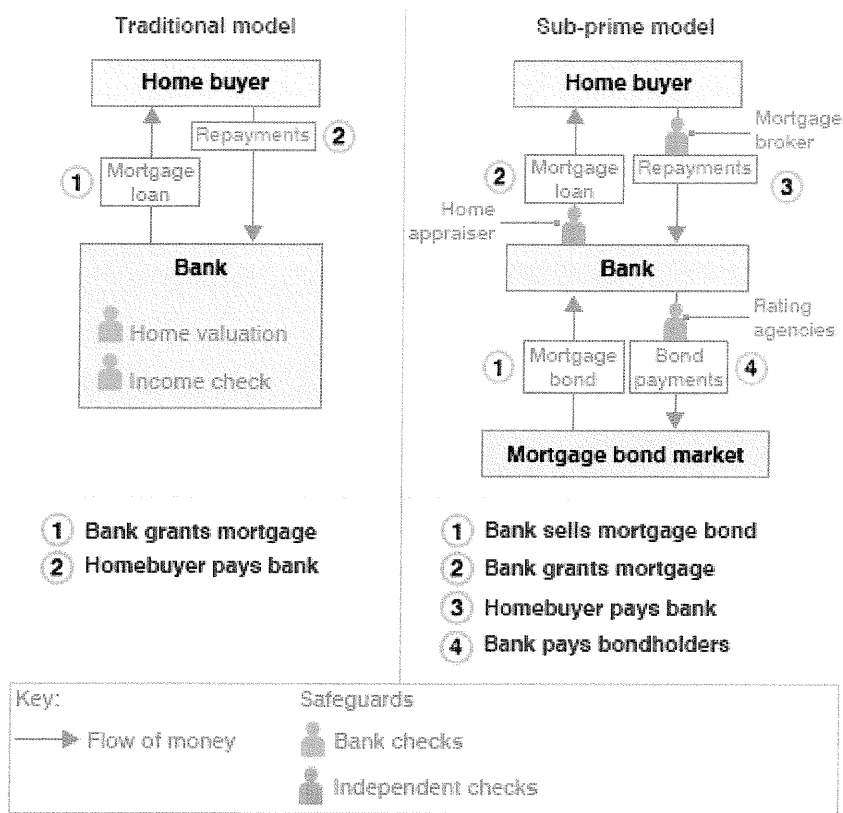 Traditional model
Home buyer
Repayments
2
1
Mortgage
loan
Bank
Home valuation
Income check
1 Bank grants mortgage
2 Homebuyer pays bank
Sub-prime model
Home buyer
Mortgage
broker
2
Mortgage
loan
Repayments
3
Home
appraiser
Bank
Rating
agencies
1
Mortgage
bond
Bond
payments
4
Mortgage bond market
1 Bank sells mortgage bond
2 Bank grants mortgage
3 Homebuyer pays bank
4 Bank pays bondholders
Key:
Flow of money
Safeguards
Bank checks
Independent checks